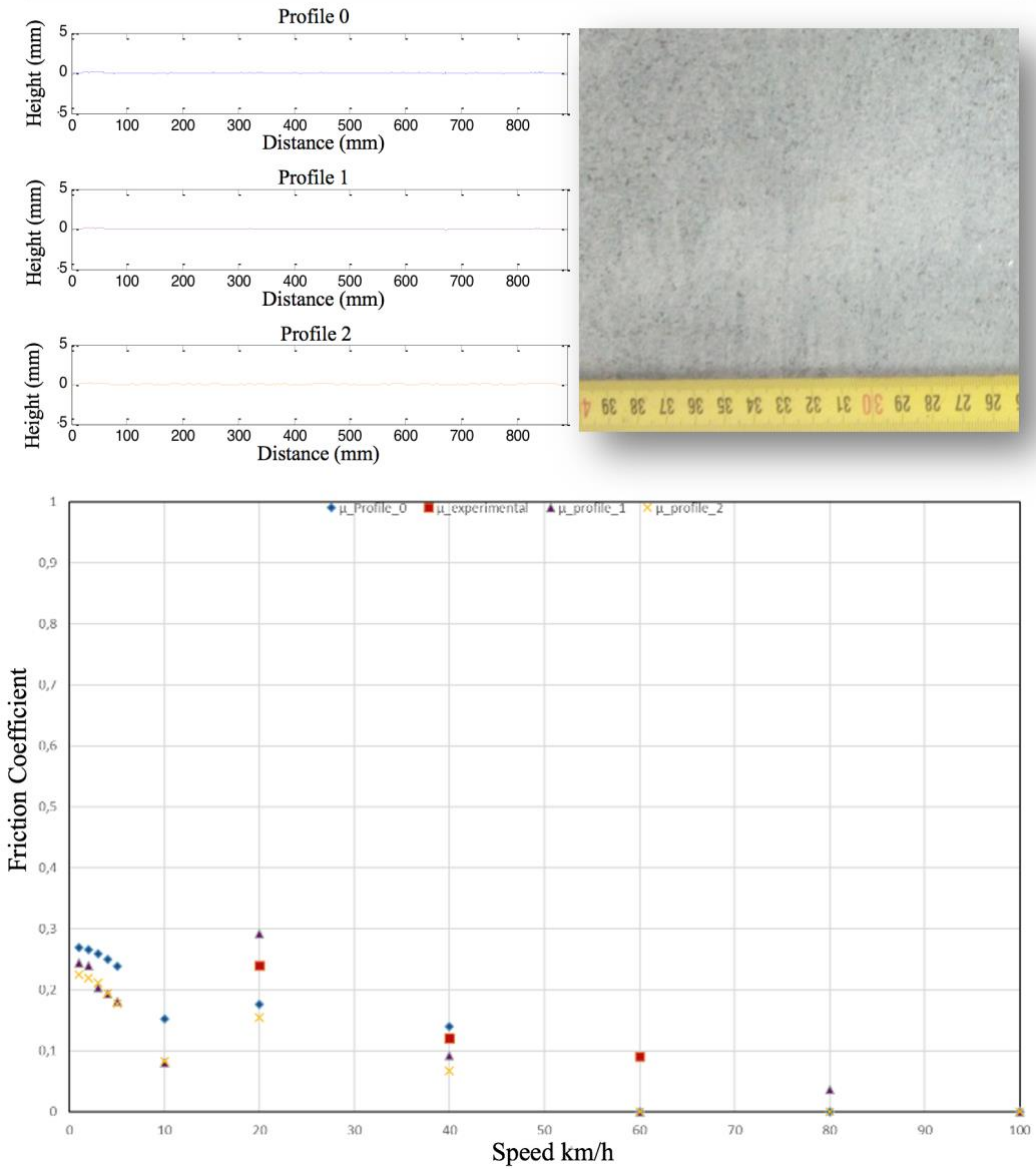 Profile 0
5
0
-5
Height (mm)
0 100 200 300 400 500 600 700 800
Distance (mm)
Profile 1
5
0
-5
Height (mm)
0 100 200 300 400 500 600 700 800
Distance (mm)
Profile 2
5
0
-5
Height (mm)
0 100 200 300 400 500 600 700 800
Distance (mm)
4 39 38 37 36 35 34 33 32 31 30 29 28 27 26
μ_Profile_0 μ_experimental μ_profile_1 μ_profile_2
1
0,9
0,8
0,7
0,6
0,5
0,4
0,3
0,2
0,1
0
Friction Coefficient
0 10 20 30 40 50 60 70 80 90 100
Speed km/h